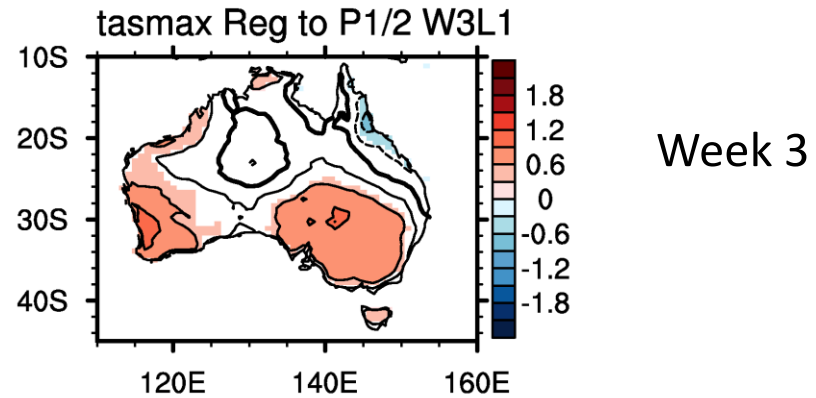 tasmax Reg to P1/2 W3L1
10S
20S
30S
40S
120E
140E
160E
1.8
1.2
0.6
0
-0.6
-1.2
-1.8
Week 3